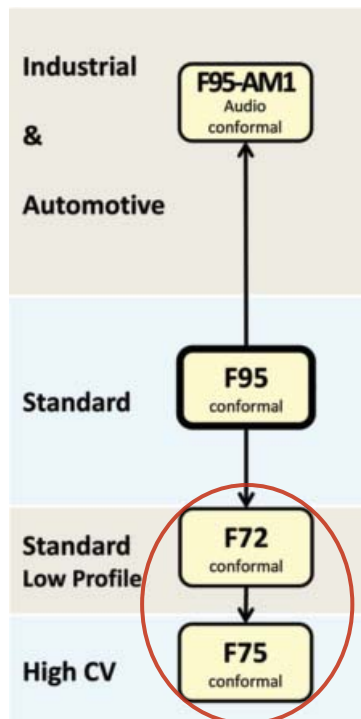 Industrial
&
Automotive
F95-AM1
Audio
conformal
Standard
F95
conformal
Standard
Low Profile
F72
conformal
High CV
F75
conformal